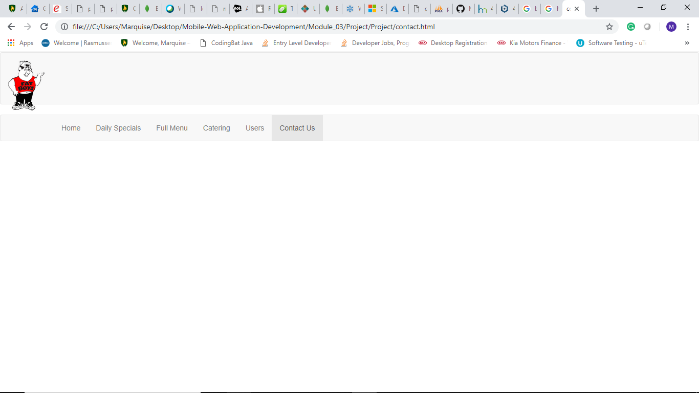 file:///C:/Users/Marquise/Desktop/Mobile-Web-Application-Development/Module_03/Project/Project/contact.html
M
Apps Welcome | Rasmusse Welcome, Marquise CodingBat Java Entry Level Develope Developer Jobs, Prog Desktop Registration Kia Motors Finance - Software Testing - u »
Home Daily Specials Full Menu Catering Users Contact Us